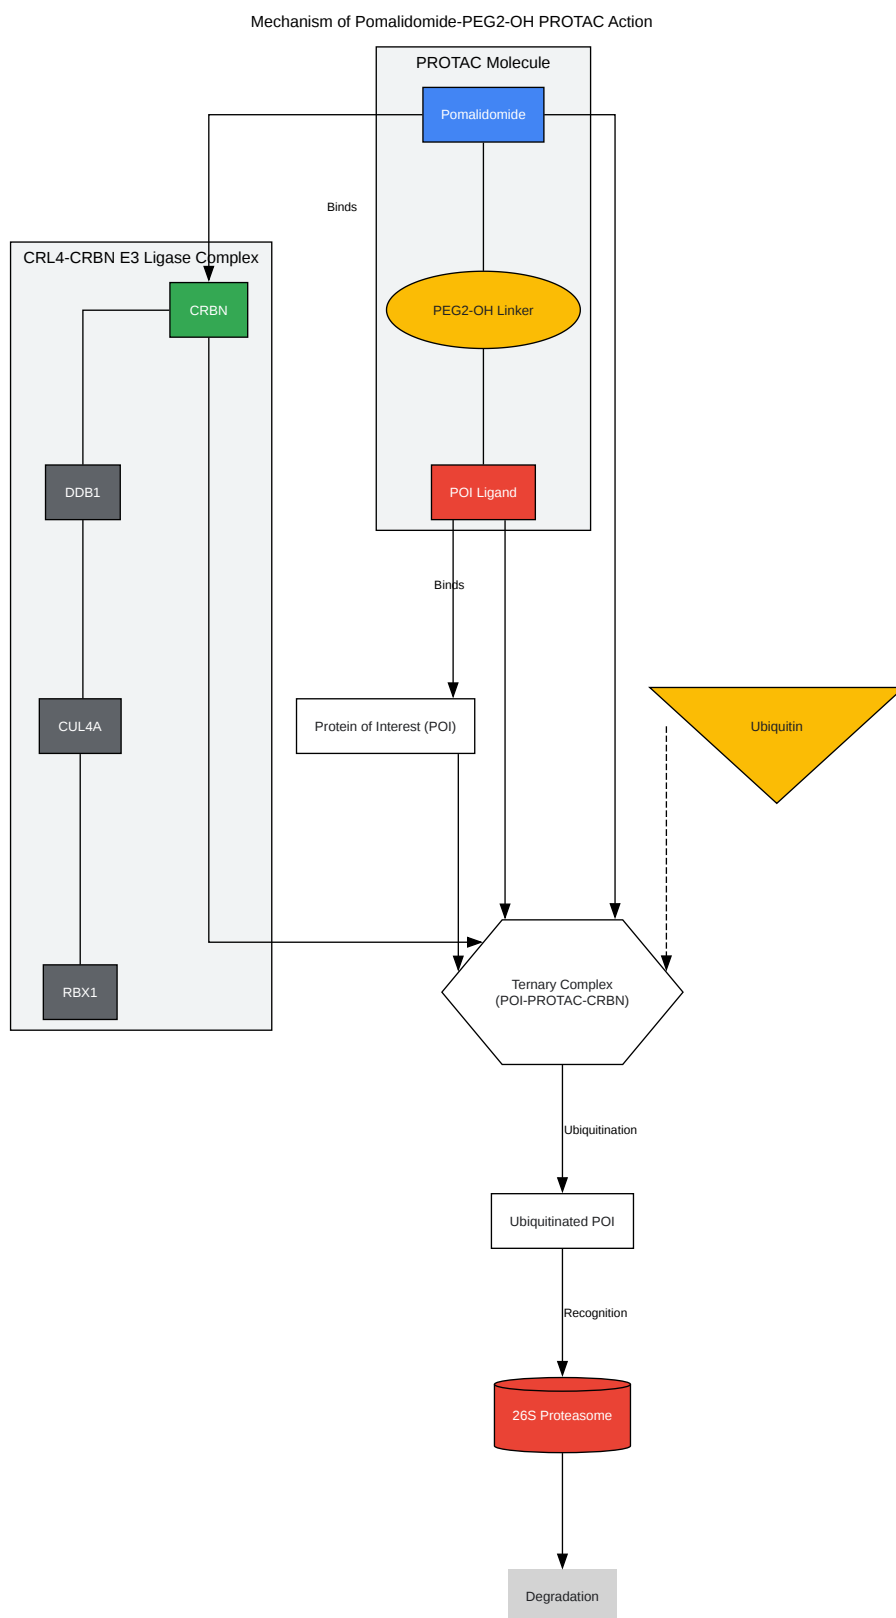 Mechanism of Pomalidomide-PEG2-OH PROTAC Action
PROTAC Molecule
Pomalidomide
Binds
CRL4-CRBN E3 Ligase Complex
CRBN
PEG2-OH Linker
DDB1
POI Ligand
Binds
CUL4A
Protein of Interest (POI)
Ubiquitin
RBX1
Ternary Complex
(POI-PROTAC-CRBN)
Ubiquitination
Ubiquitinated POI
Recognition
26S Proteasome
Degradation